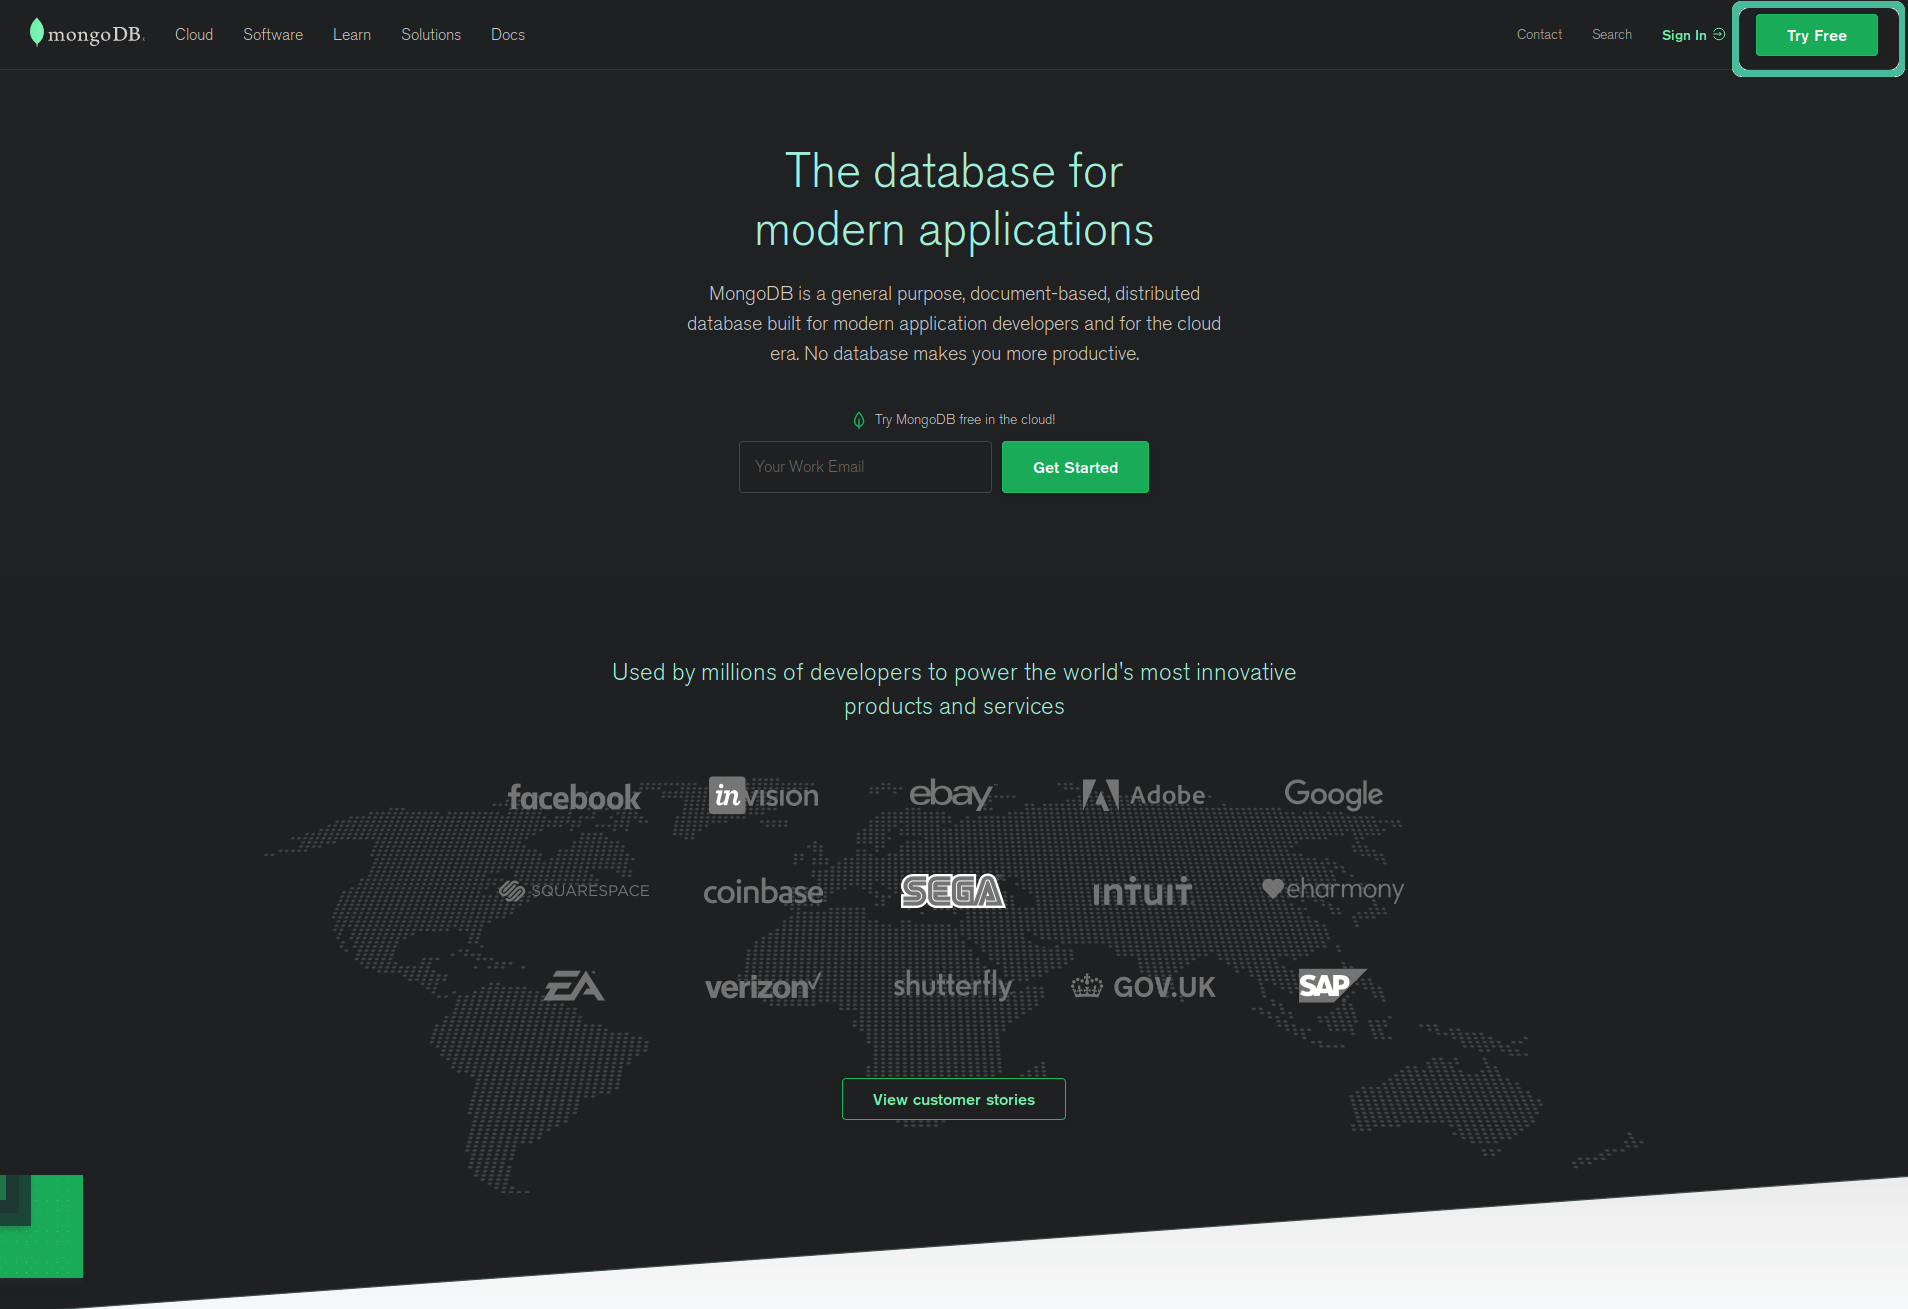 mongoDB
Cloud
Software
Learn
Solutions
Docs
Contact
Search
Sign In
Try Free
The database for
modern applications
MongoDB is a general purpose, document-based, distributed
database built for modern application developers and for the cloud
era. No database makes you more productive.
Try MongoDB free in the cloud!
Your Work Email
Get Started
Used by millions of developers to power the world's most innovative
products and services
facebook
invision
ebay
Adobe
Google
SQUARESPACE
coinbase
SEGA
intuit
eharmony
EA
verizon
shutterfly
GOV.UK
SAP
View customer stories